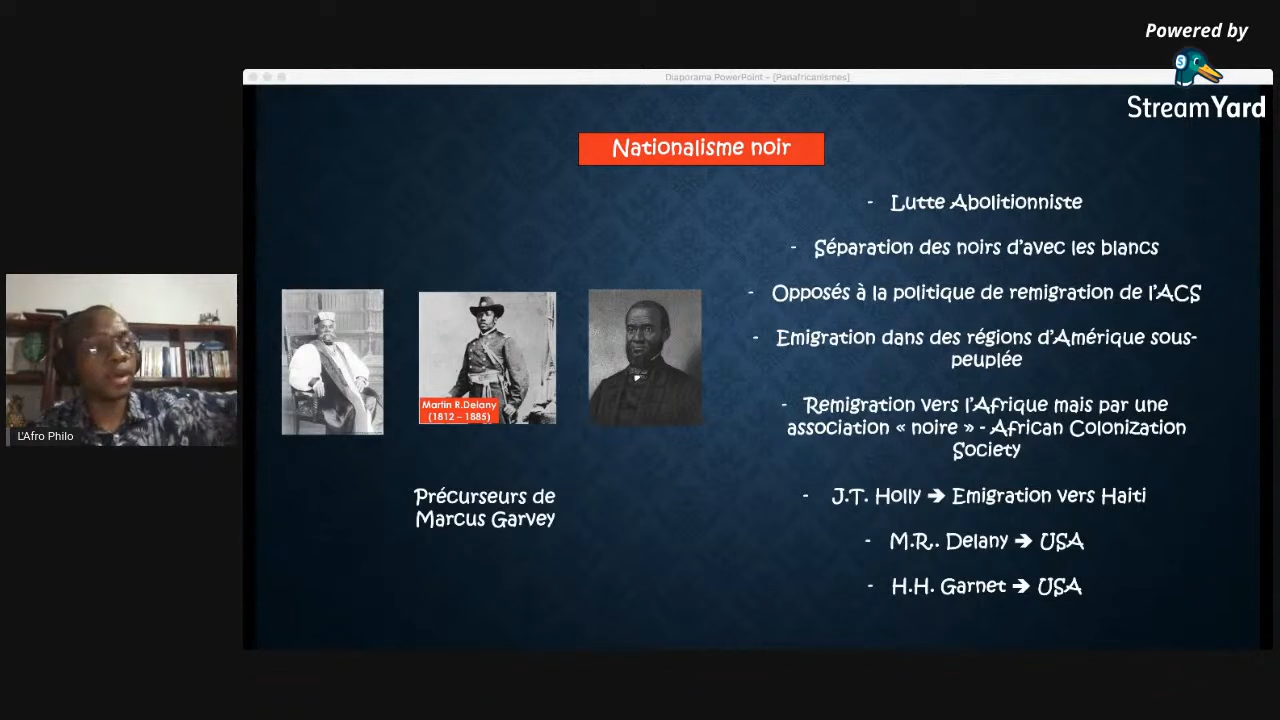 Powered by
StreamYard
Diaporama PowerPoint - [Panafricanismes]
Nationalisme noir
- Lutte Abolitionniste
- Séparation des noirs d'avec les blancs
- Opposés à la politique de remigration de l'ACS
- Emigration dans des régions d'Amérique sous-
peuplée
- Remigration vers l'Afrique mais par une
association « noire » - African Colonization
Society
- J.T. Holly ➔ Emigration vers Haiti
- M.R.. Delany ➔ USA
- H.H. Garnet ➔ USA
Martin R.Delany
(1812 – 1885)
Précurseurs de
Marcus Garvey
L'Afro Philo